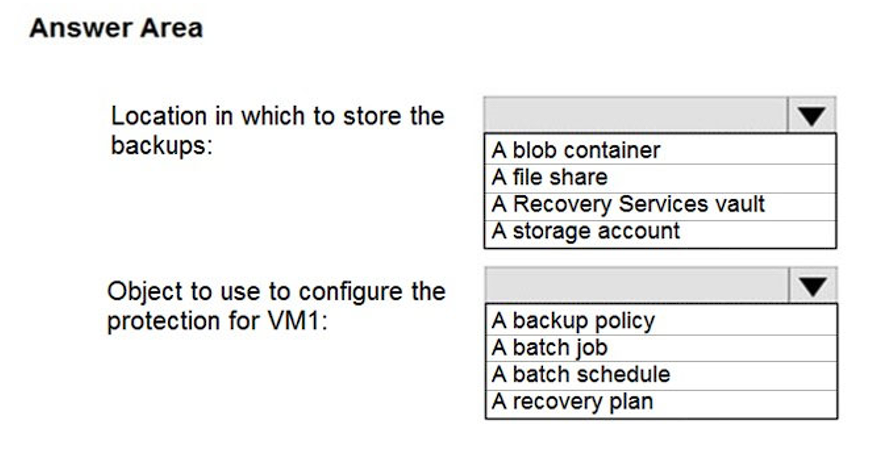 Answer Area
Location in which to store the
backups:
A blob container
A file share
A Recovery Services vault
A storage account
Object to use to configure the
protection for VM1:
A backup policy
A batch job
A batch schedule
A recovery plan